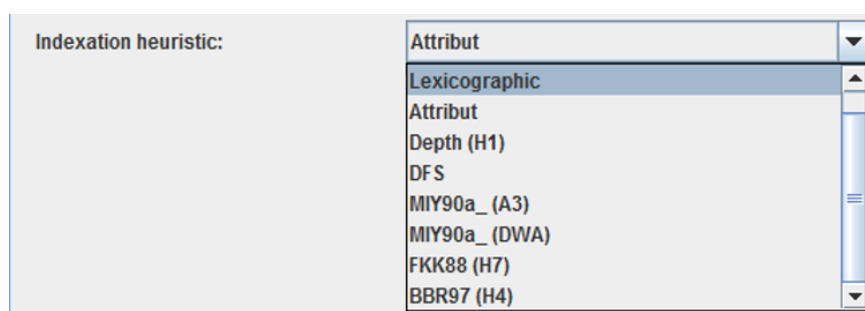 Indexation heuristic: Attribut
Lexicographic
Attribut
Depth (H1)
DFS
MIY90a_ (A3)
MIY90a_ (DWA)
FKK88 (H7)
BBR97 (H4)